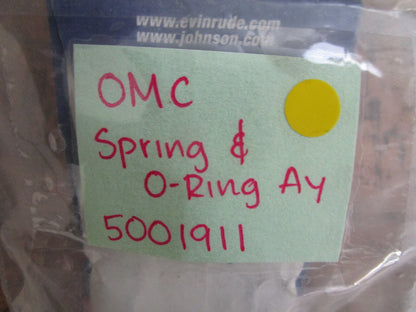 www.evinrude.com
www.johnson.com
OMC
Spring &
O-Ring Ay
5001911